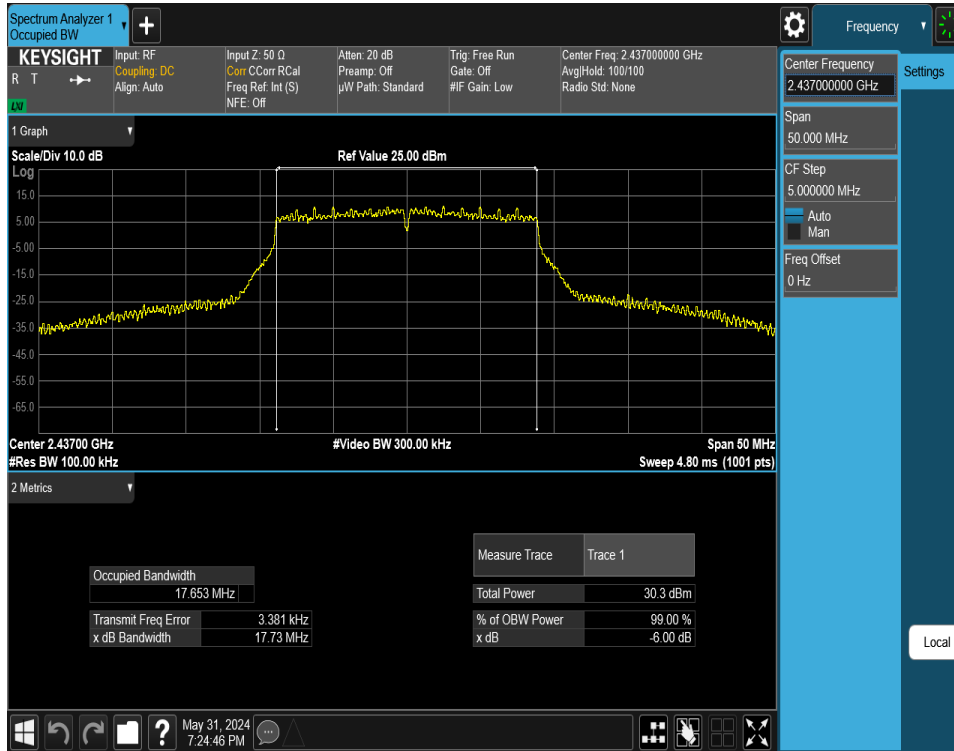 Spectrum Analyzer 1
Occupied BW
+
Frequency
KEYSIGHT
R T
LXI
Input: RF
Coupling: DC
Align: Auto
Input Z: 50 Ω
Corr CCorr RCal
Freq Ref: Int (S)
NFE: Off
Atten: 20 dB
Preamp: Off
µW Path: Standard
Trig: Free Run
Gate: Off
#IF Gain: Low
Center Freq: 2.437000000 GHz
Avg|Hold: 100/100
Radio Std: None
Center Frequency
2.437000000 GHz
Settings
Span
50.000 MHz
CF Step
5.000000 MHz
Auto
Man
Freq Offset
0 Hz
Local
1 Graph
Scale/Div 10.0 dB
Ref Value 25.00 dBm
Log
15.0
5.00
-5.00
-15.0
-25.0
-35.0
-45.0
-55.0
-65.0
Center 2.43700 GHz
#Video BW 300.00 kHz
Span 50 MHz
#Res BW 100.00 kHz
Sweep 4.80 ms (1001 pts)
2 Metrics
Occupied Bandwidth
17.653 MHz
Transmit Freq Error 3.381 kHz
x dB Bandwidth 17.73 MHz
Measure Trace Trace 1
Total Power 30.3 dBm
% of OBW Power 99.00 %
x dB -6.00 dB
?
May 31, 2024
7:24:46 PM